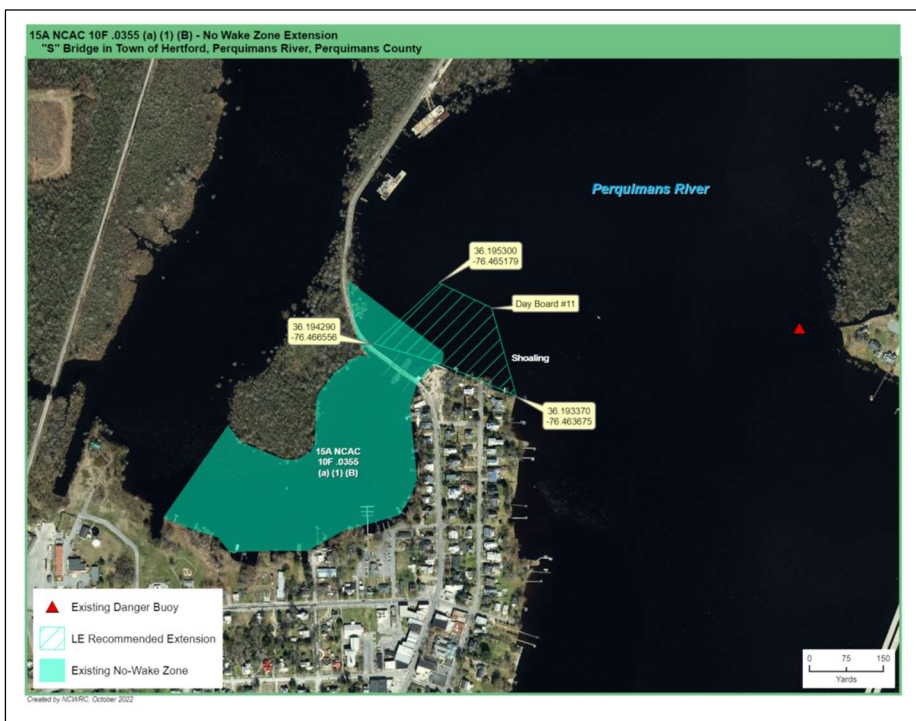 15A NCAC 10F .0355 (a) (1) (B) - No Wake Zone Extension
"S" Bridge in Town of Hertford, Perquimans River, Perquimans County
Perquimans River
36.195300
-76.465179
Day Board #11
36.194290
-76.466556
Shoaling
36.193370
-76.463675
15A NCAC
10F .0355
(a) (1) (B)
Existing Danger Buoy
LE Recommended Extension
Existing No-Wake Zone
0 75 150
Yards
Created by NCWRC, October 2022